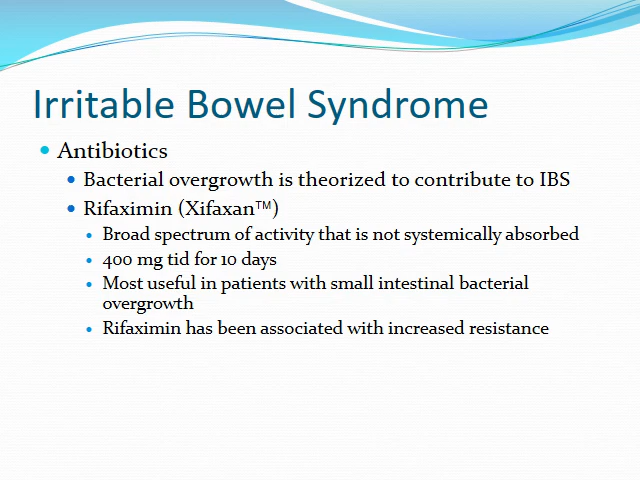 Irritable Bowel Syndrome
Antibiotics
Bacterial overgrowth is theorized to contribute to IBS
Rifaximin (Xifaxan™)
Broad spectrum of activity that is not systemically absorbed
400 mg tid for 10 days
Most useful in patients with small intestinal bacterial
overgrowth
Rifaximin has been associated with increased resistance